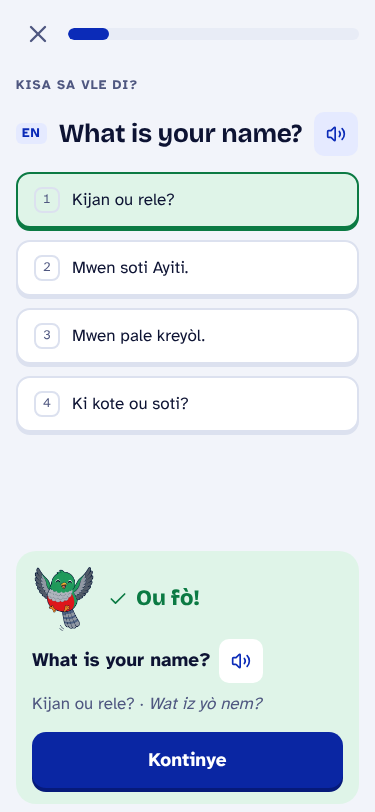 KISA SA VLE DI?
EN What is your name?
1 Kijan ou rele?
2 Mwen soti Ayiti.
3 Mwen pale kreyòl.
4 Ki kote ou soti?
Ou fò!
What is your name?
Kijan ou rele? · Wat iz yò nem?
Kontinye